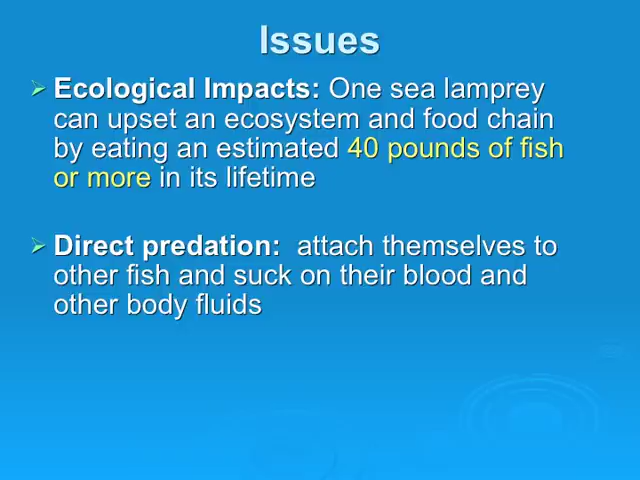 Issues
Ecological Impacts: One sea lamprey
can upset an ecosystem and food chain
by eating an estimated 40 pounds of fish
or more in its lifetime
Direct predation:  attach themselves to
other fish and suck on their blood and
other body fluids